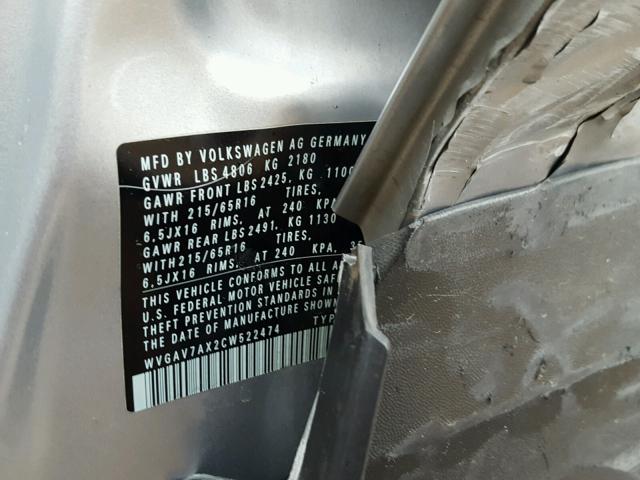 MFD BY VOLKSWAGEN AG GERMANY
GVWR LBS 4806 KG 2180
GAWR FRONT LBS 2425, KG 1100
WITH 215/65R16 TIRES,
6.5JX16 RIMS. AT 240 KPA
GAWR REAR LBS 2491. KG 1130
WITH 215/65R16 TIRES,
6.5JX16 RIMS. AT 240 KPA,
THIS VEHICLE CONFORMS TO ALL
U.S. FEDERAL MOTOR VEHICLE
THEFT PREVENTION STANDARDS IN
THE DATE OF MANUFACTURE SHOWN
WVGAV7AX2CW522474 TYP